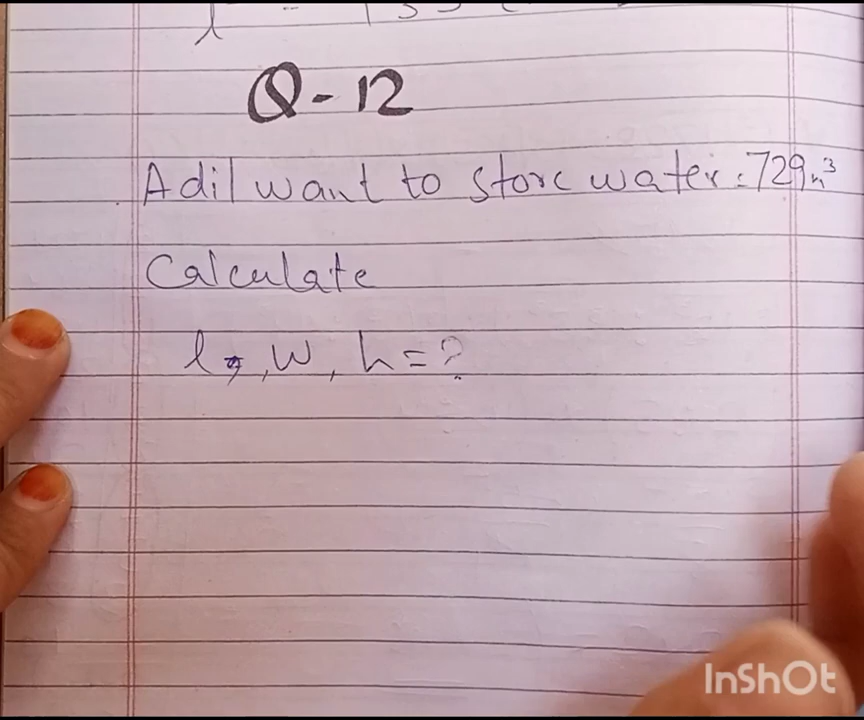 Q-12
Adil want to store water = 729m³
Calculate
l, w, h = ?
InShOt